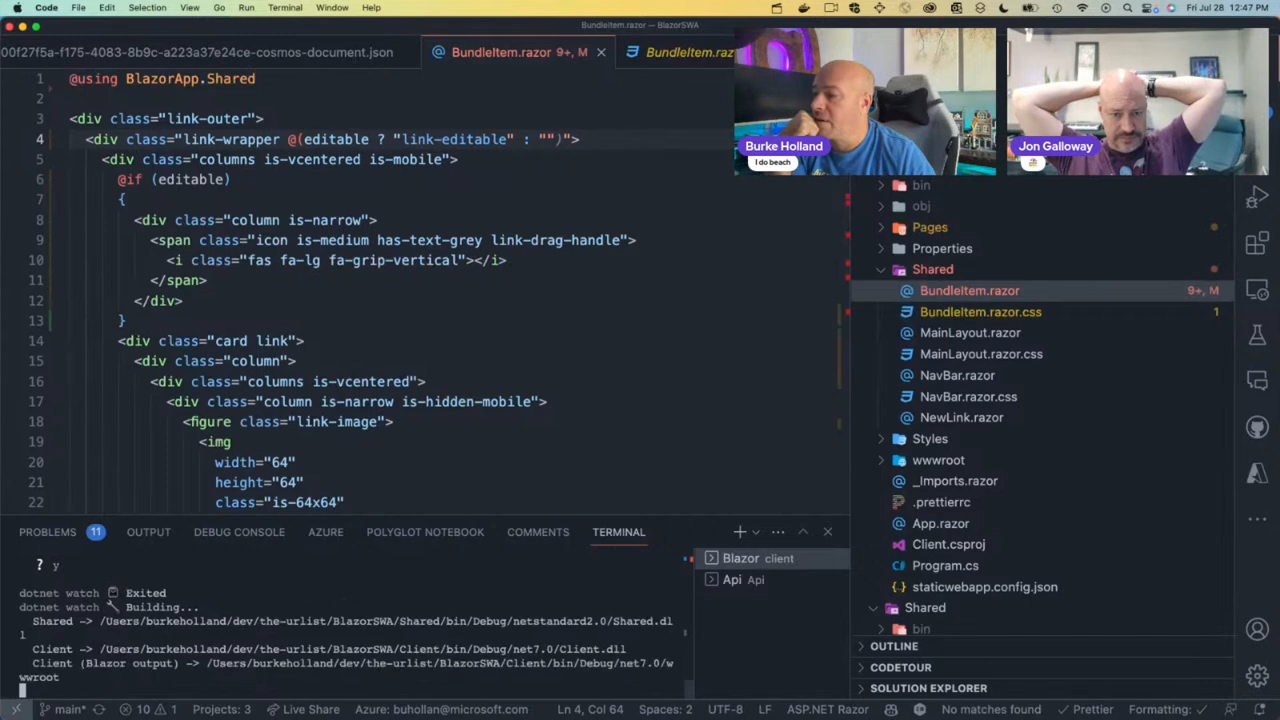 Code File Edit Selection View Go Run Terminal Window Help Fri Jul 28 12:47 PM
BundleItem.razor — BlazorSWA
00f27f5a-f175-4083-8b9c-a223a37e24ce-cosmos-document.json
BundleItem.razor 9+, M
BundleItem.raz
1 @using BlazorApp.Shared
2
3 <div class="link-outer">
4 <div class="link-wrapper @(editable ? "link-editable" : "")">
5 <div class="columns is-vcentered is-mobile">
6 @if (editable)
7 {
8 <div class="column is-narrow">
9 <span class="icon is-medium has-text-grey link-drag-handle">
10 <i class="fas fa-lg fa-grip-vertical"></i>
11 </span>
12 </div>
13 }
14 <div class="card link">
15 <div class="column">
16 <div class="columns is-vcentered">
17 <div class="column is-narrow is-hidden-mobile">
18 <figure class="link-image">
19 <img
20 width="64"
21 height="64"
22 class="is-64x64"
Burke Holland
I do beach
Jon Galloway
bin
obj
Pages
Properties
Shared
BundleItem.razor 9+, M
BundleItem.razor.css 1
MainLayout.razor
MainLayout.razor.css
NavBar.razor
NavBar.razor.css
NewLink.razor
Styles
wwwroot
_Imports.razor
.prettierrc
App.razor
Client.csproj
Program.cs
staticwebapp.config.json
Shared
bin
OUTLINE
CODETOUR
SOLUTION EXPLORER
PROBLEMS 11 OUTPUT DEBUG CONSOLE AZURE POLYGLOT NOTEBOOK COMMENTS TERMINAL
Blazor client
Api Api
? y
dotnet watch Exited
dotnet watch Building...
Shared -> /Users/burkeholland/dev/the-urlist/BlazorSWA/Shared/bin/Debug/netstandard2.0/Shared.dl
l
Client -> /Users/burkeholland/dev/the-urlist/BlazorSWA/Client/bin/Debug/net7.0/Client.dll
Client (Blazor output) -> /Users/burkeholland/dev/the-urlist/BlazorSWA/Client/bin/Debug/net7.0/w
wwroot
main* 10 1 Projects: 3 Live Share Azure: buhollan@microsoft.com Ln 4, Col 64 Spaces: 2 UTF-8 LF ASP.NET Razor No matches found Prettier Formatting: ✓